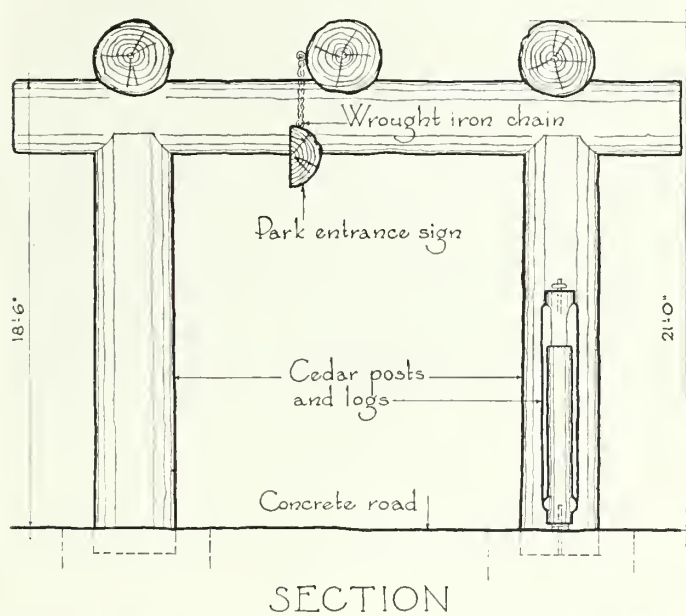 Wrought iron chain
Park entrance sign
18'-6"
21'-0"
Cedar posts
and logs
Concrete road
SECTION